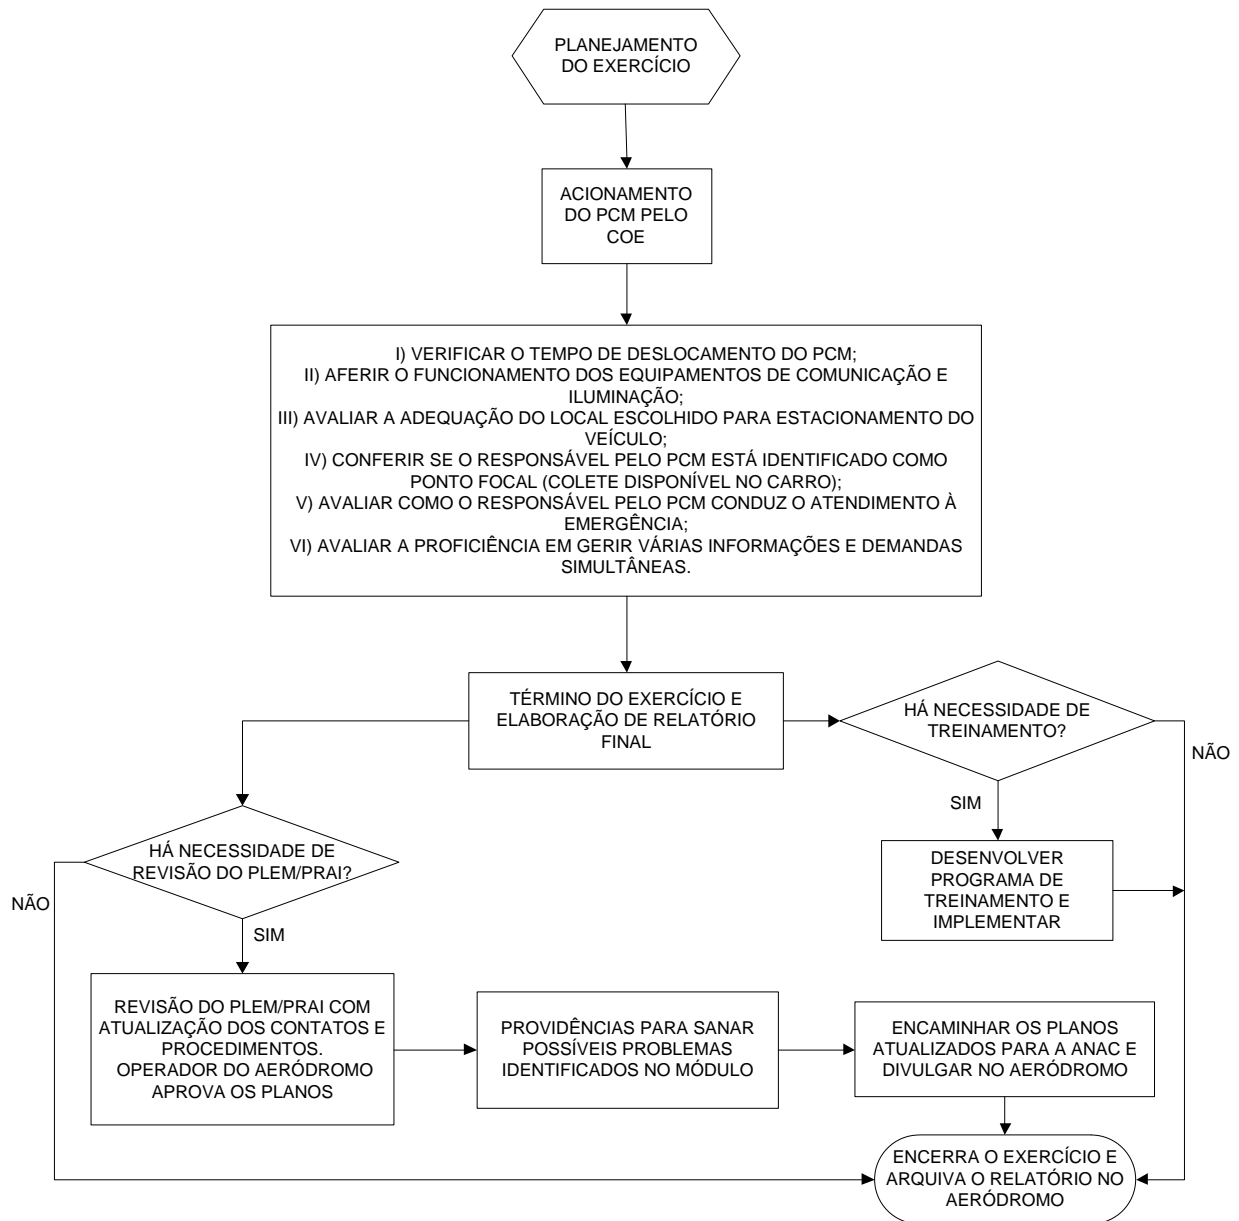 PLANEJAMENTO
DO EXERCÍCIO
ACIONAMENTO
DO PCM PELO
COE
I) VERIFICAR O TEMPO DE DESLOCAMENTO DO PCM;
II) AFERIR O FUNCIONAMENTO DOS EQUIPAMENTOS DE COMUNICAÇÃO E
ILUMINAÇÃO;
III) AVALIAR A ADEQUAÇÃO DO LOCAL ESCOLHIDO PARA ESTACIONAMENTO DO
VEÍCULO;
IV) CONFERIR SE O RESPONSÁVEL PELO PCM ESTÁ IDENTIFICADO COMO
PONTO FOCAL (COLETE DISPONÍVEL NO CARRO);
V) AVALIAR COMO O RESPONSÁVEL PELO PCM CONDUZ O ATENDIMENTO À
EMERGÊNCIA;
VI) AVALIAR A PROFICIÊNCIA EM GERIR VÁRIAS INFORMAÇÕES E DEMANDAS
SIMULTÂNEAS.
TÉRMINO DO EXERCÍCIO E
ELABORAÇÃO DE RELATÓRIO
FINAL
HÁ NECESSIDADE DE
TREINAMENTO?
NÃO
SIM
DESENVOLVER
PROGRAMA DE
TREINAMENTO E
IMPLEMENTAR
HÁ NECESSIDADE DE
REVISÃO DO PLEM/PRAI?
NÃO
SIM
REVISÃO DO PLEM/PRAI COM
ATUALIZAÇÃO DOS CONTATOS E
PROCEDIMENTOS.
OPERADOR DO AERÓDROMO
APROVA OS PLANOS
PROVIDÊNCIAS PARA SANAR
POSSÍVEIS PROBLEMAS
IDENTIFICADOS NO MÓDULO
ENCAMINHAR OS PLANOS
ATUALIZADOS PARA A ANAC E
DIVULGAR NO AERÓDROMO
ENCERRA O EXERCÍCIO E
ARQUIVA O RELATÓRIO NO
AERÓDROMO